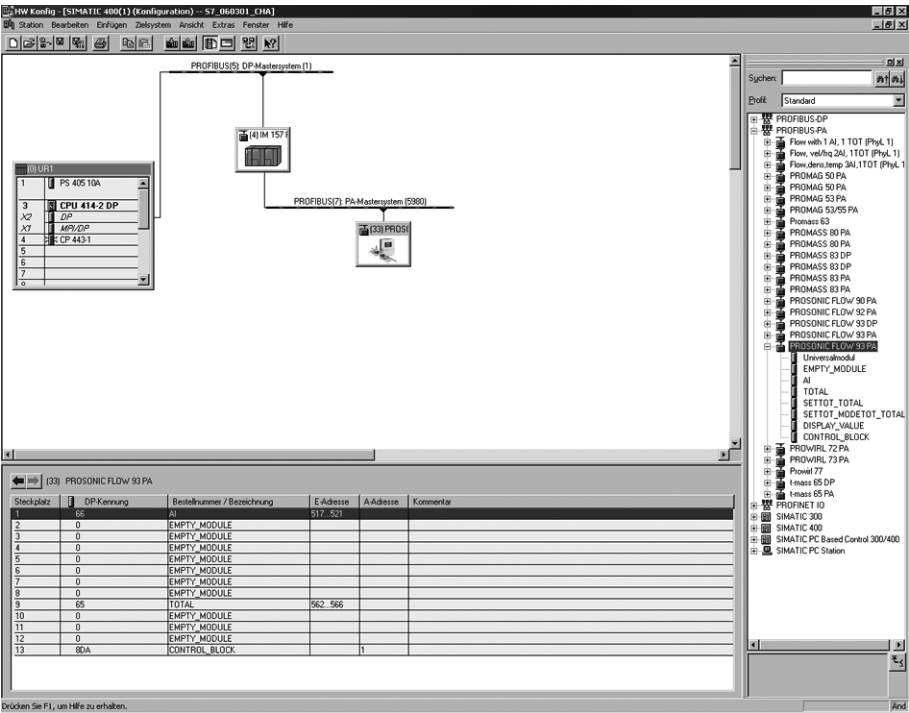 HW Konfig - [SIMATIC 400(1) (Konfiguration) -- S7_060301_CHA]
Station Bearbeiten Einfügen Zielsystem Ansicht Extras Fenster Hilfe
PROFIBUS(5): DP-Mastersystem (1)
(4) IM 157
(0) UR1
1 PS 405 10A
3 CPU 414-2 DP
X2 DP
X1 MPI/DP
4 CP 443-1
5
6
7
PROFIBUS(7): PA-Mastersystem (5980)
(33) PROSI
Suchen:
Profil: Standard
PROFIBUS-DP
PROFIBUS-PA
Flow with 1 AI, 1 TOT (PhyL 1)
Flow, vel/frq 2AI, 1TOT (PhyL 1)
Flow,dens,temp 3AI,1TOT (PhyL 1
PROMAG 50 PA
PROMAG 50 PA
PROMAG 53 PA
PROMAG 53/55 PA
Promass 63
PROMASS 80 PA
PROMASS 80 PA
PROMASS 83 DP
PROMASS 83 DP
PROMASS 83 PA
PROMASS 83 PA
PROSONIC FLOW 90 PA
PROSONIC FLOW 92 PA
PROSONIC FLOW 93 DP
PROSONIC FLOW 93 PA
PROSONIC FLOW 93 PA
Universalmodul
EMPTY_MODULE
AI
TOTAL
SETTOT_TOTAL
SETTOT_MODETOT_TOTAL
DISPLAY_VALUE
CONTROL_BLOCK
PROWIRL 72 PA
PROWIRL 73 PA
Prowirl 77
t-mass 65 DP
t-mass 65 PA
PROFINET IO
SIMATIC 300
SIMATIC 400
SIMATIC PC Based Control 300/400
SIMATIC PC Station
(33) PROSONIC FLOW 93 PA
Steckplatz DP-Kennung Bestellnummer / Bezeichnung E-Adresse A-Adresse Kommentar
1 66 AI 517...521
2 0 EMPTY_MODULE
3 0 EMPTY_MODULE
4 0 EMPTY_MODULE
5 0 EMPTY_MODULE
6 0 EMPTY_MODULE
7 0 EMPTY_MODULE
8 0 EMPTY_MODULE
9 65 TOTAL 562...566
10 0 EMPTY_MODULE
11 0 EMPTY_MODULE
12 0 EMPTY_MODULE
13 8DA CONTROL_BLOCK 1
Drücken Sie F1, um Hilfe zu erhalten.
Änd